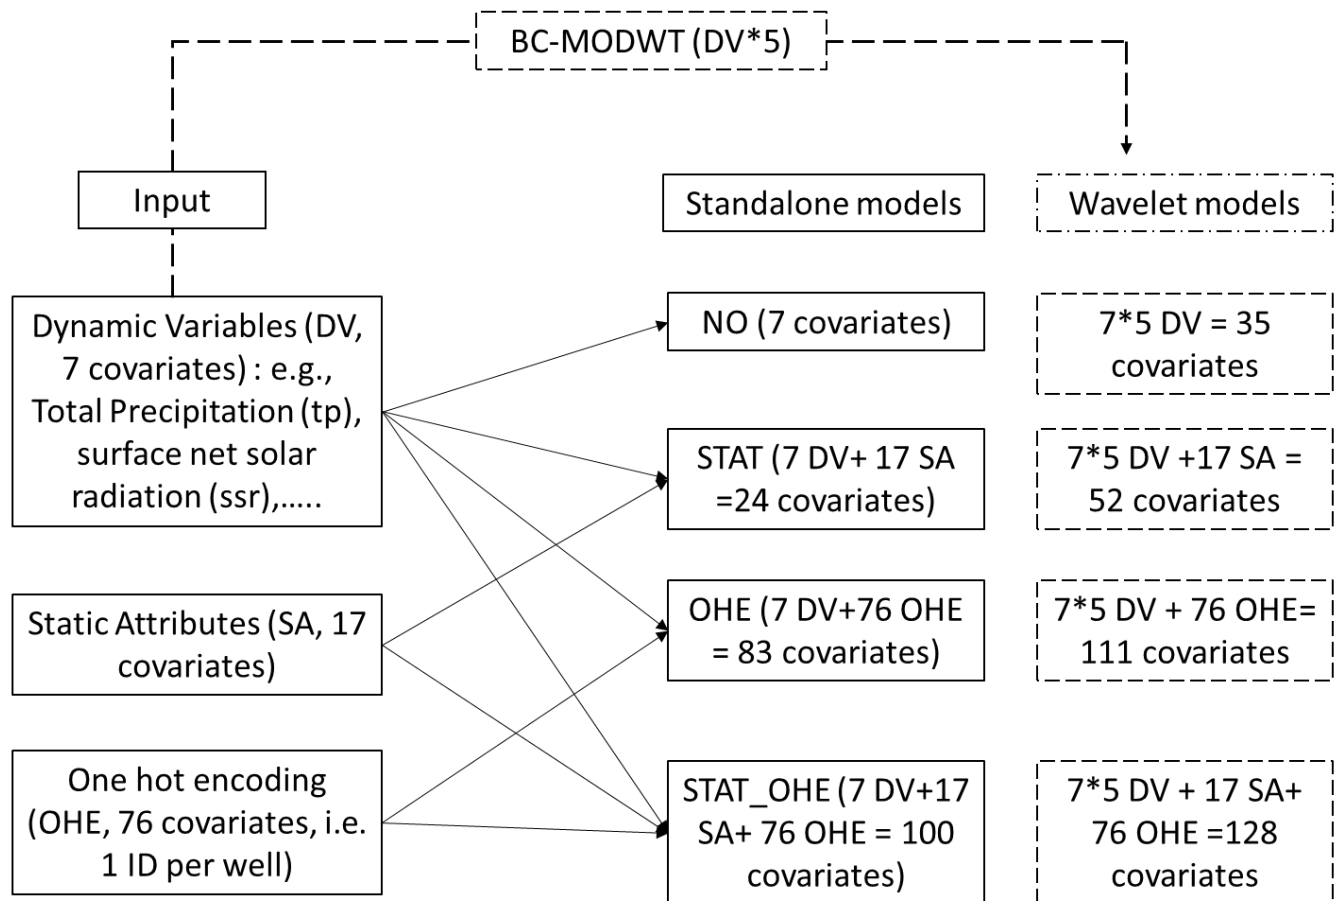 BC-MODWT (DV*5)
Input
Standalone models
Wavelet models
Dynamic Variables (DV,
7 covariates) : e.g.,
Total Precipitation (tp),
surface net solar
radiation (ssr),.....
NO (7 covariates)
7*5 DV = 35
covariates
STAT (7 DV+ 17 SA
=24 covariates)
7*5 DV +17 SA =
52 covariates
Static Attributes (SA, 17
covariates)
OHE (7 DV+76 OHE
= 83 covariates)
7*5 DV + 76 OHE=
111 covariates
One hot encoding
(OHE, 76 covariates, i.e.
1 ID per well)
STAT_OHE (7 DV+17
SA+ 76 OHE = 100
covariates)
7*5 DV + 17 SA+
76 OHE =128
covariates